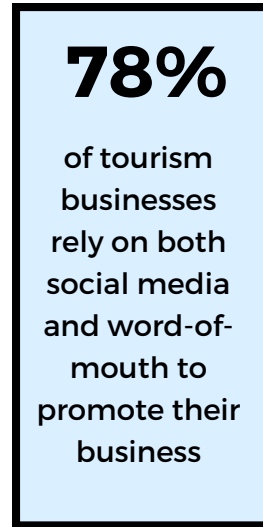 78%
of tourism
businesses
rely on both
social media
and word-of-
mouth to
promote their
business